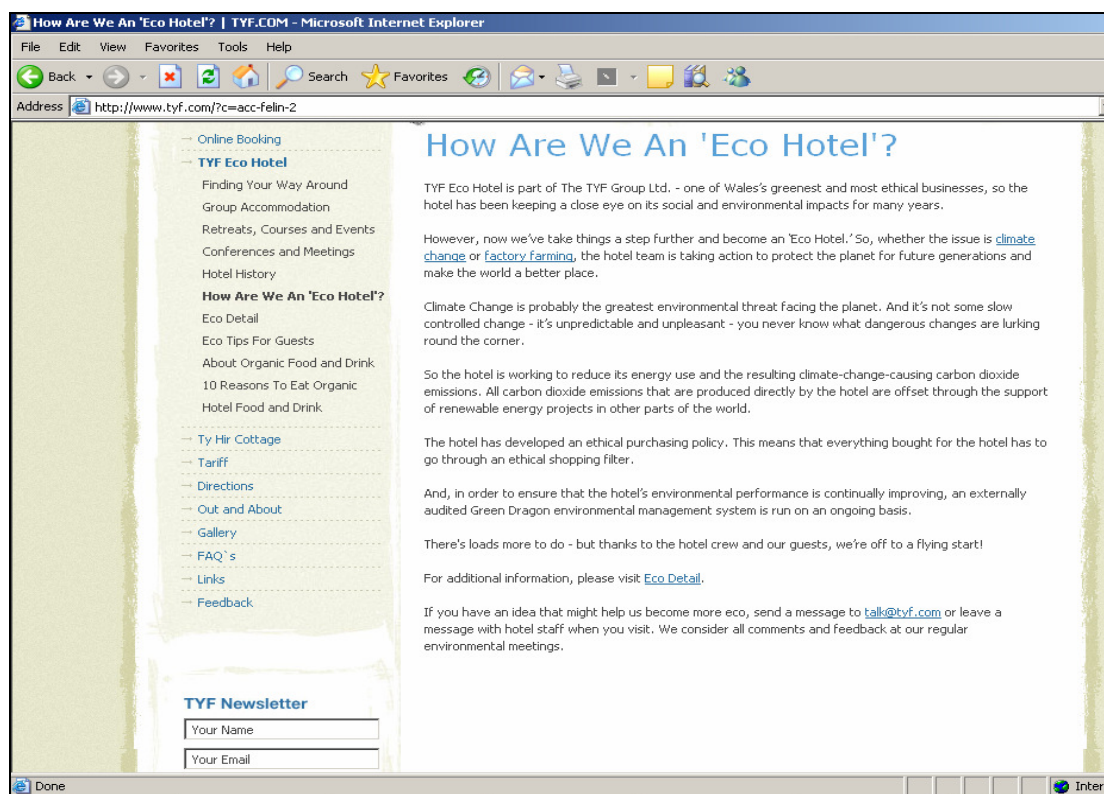 How Are We An 'Eco Hotel'? | TYF.COM - Microsoft Internet Explorer
File Edit View Favorites Tools Help
Back Search Favorites
Address http://www.tyf.com/?c=acc-felin-2
Online Booking
TYF Eco Hotel
Finding Your Way Around
Group Accommodation
Retreats, Courses and Events
Conferences and Meetings
Hotel History
How Are We An 'Eco Hotel'?
Eco Detail
Eco Tips For Guests
About Organic Food and Drink
10 Reasons To Eat Organic
Hotel Food and Drink
Ty Hir Cottage
Tariff
Directions
Out and About
Gallery
FAQ`s
Links
Feedback
TYF Newsletter
Your Name
Your Email
How Are We An 'Eco Hotel'?
TYF Eco Hotel is part of The TYF Group Ltd. - one of Wales's greenest and most ethical businesses, so the
hotel has been keeping a close eye on its social and environmental impacts for many years.
However, now we've take things a step further and become an 'Eco Hotel.' So, whether the issue is climate
change or factory farming, the hotel team is taking action to protect the planet for future generations and
make the world a better place.
Climate Change is probably the greatest environmental threat facing the planet. And it's not some slow
controlled change - it's unpredictable and unpleasant - you never know what dangerous changes are lurking
round the corner.
So the hotel is working to reduce its energy use and the resulting climate-change-causing carbon dioxide
emissions. All carbon dioxide emissions that are produced directly by the hotel are offset through the support
of renewable energy projects in other parts of the world.
The hotel has developed an ethical purchasing policy. This means that everything bought for the hotel has to
go through an ethical shopping filter.
And, in order to ensure that the hotel's environmental performance is continually improving, an externally
audited Green Dragon environmental management system is run on an ongoing basis.
There's loads more to do - but thanks to the hotel crew and our guests, we're off to a flying start!
For additional information, please visit Eco Detail.
If you have an idea that might help us become more eco, send a message to talk@tyf.com or leave a
message with hotel staff when you visit. We consider all comments and feedback at our regular
environmental meetings.
Done Inter